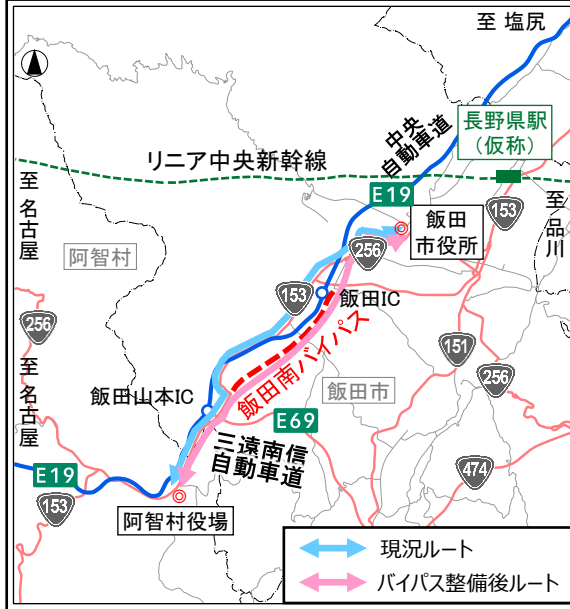 至 塩尻
中央
自動車道
長野県駅
(仮称)
リニア中央新幹線
E19
至 名古屋
153
至 品川
飯田
市役所
256
阿智村
153
飯田IC
256
151
飯田南バイパス
至 名古屋
256
飯田市
飯田山本IC
E69
三遠南信
自動車道
474
E19
153
阿智村役場
現況ルート
バイパス整備後ルート